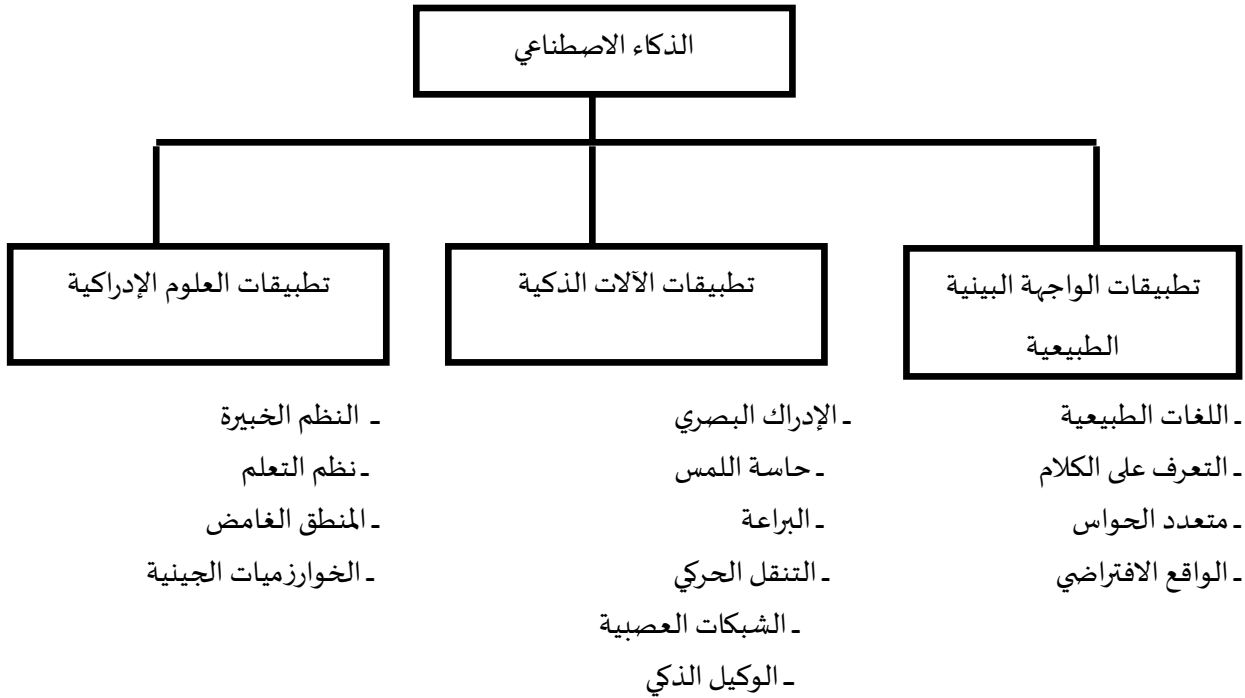 الذكاء الاصطناعي
تطبيقات الواجهة البينية
الطبيعية
ـ اللغات الطبيعية
ـ التعرف على الكلام
ـ متعدد الحواس
ـ الواقع الافتراضي
تطبيقات الآلات الذكية
ـ الإدراك البصري
ـ حاسة اللمس
ـ البراعة
ـ التنقل الحركي
ـ الشبكات العصبية
ـ الوكيل الذكي
تطبيقات العلوم الإدراكية
ـ النظم الخبيرة
ـ نظم التعلم
ـ المنطق الغامض
ـ الخوارزميات الجينية